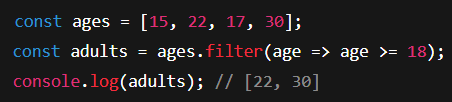 const ages = [15, 22, 17, 30];
const adults = ages.filter(age => age >= 18);
console.log(adults); // [22, 30]